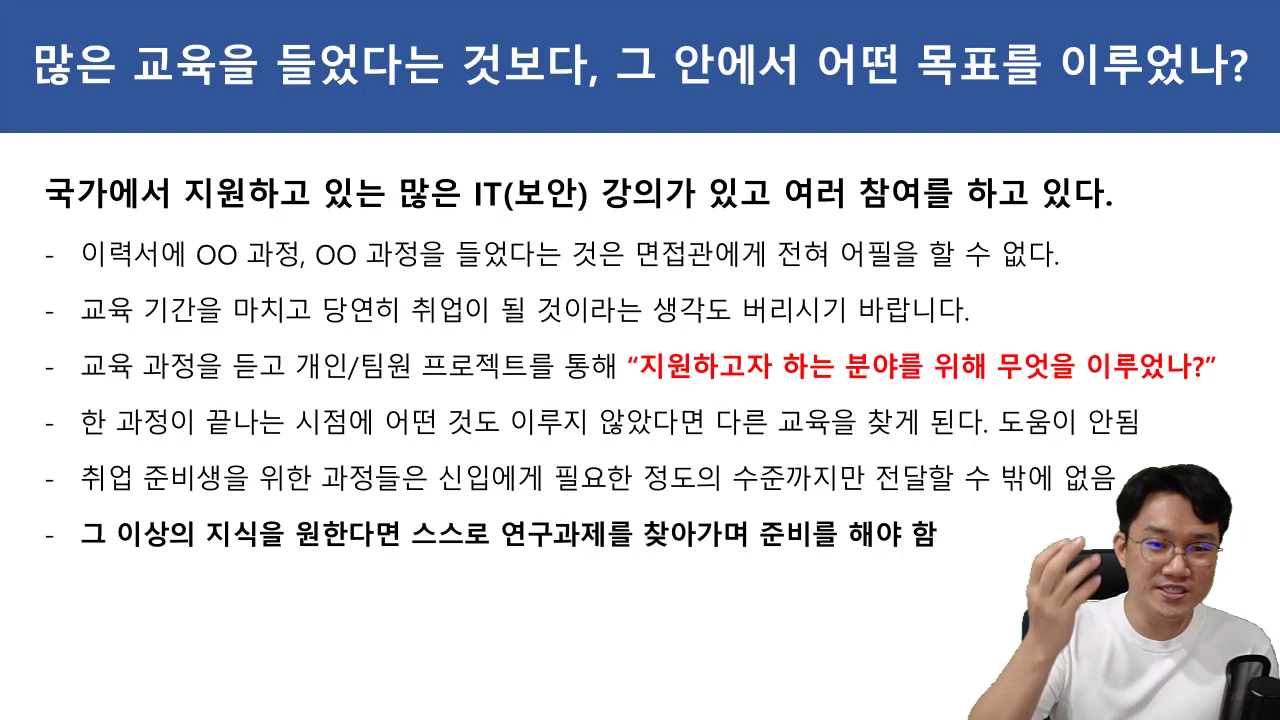 많은 교육을 들었다는 것보다, 그 안에서 어떤 목표를 이루었나?
국가에서 지원하고 있는 많은 IT(보안) 강의가 있고 여러 참여를 하고 있다.
- 이력서에 OO 과정, OO 과정을 들었다는 것은 면접관에게 전혀 어필을 할 수 없다.
- 교육 기간을 마치고 당연히 취업이 될 것이라는 생각도 버리시기 바랍니다.
- 교육 과정을 듣고 개인/팀원 프로젝트를 통해 “지원하고자 하는 분야를 위해 무엇을 이루었나?”
- 한 과정이 끝나는 시점에 어떤 것도 이루지 않았다면 다른 교육을 찾게 된다. 도움이 안됨
- 취업 준비생을 위한 과정들은 신입에게 필요한 정도의 수준까지만 전달할 수 밖에 없음
- 그 이상의 지식을 원한다면 스스로 연구과제를 찾아가며 준비를 해야 함